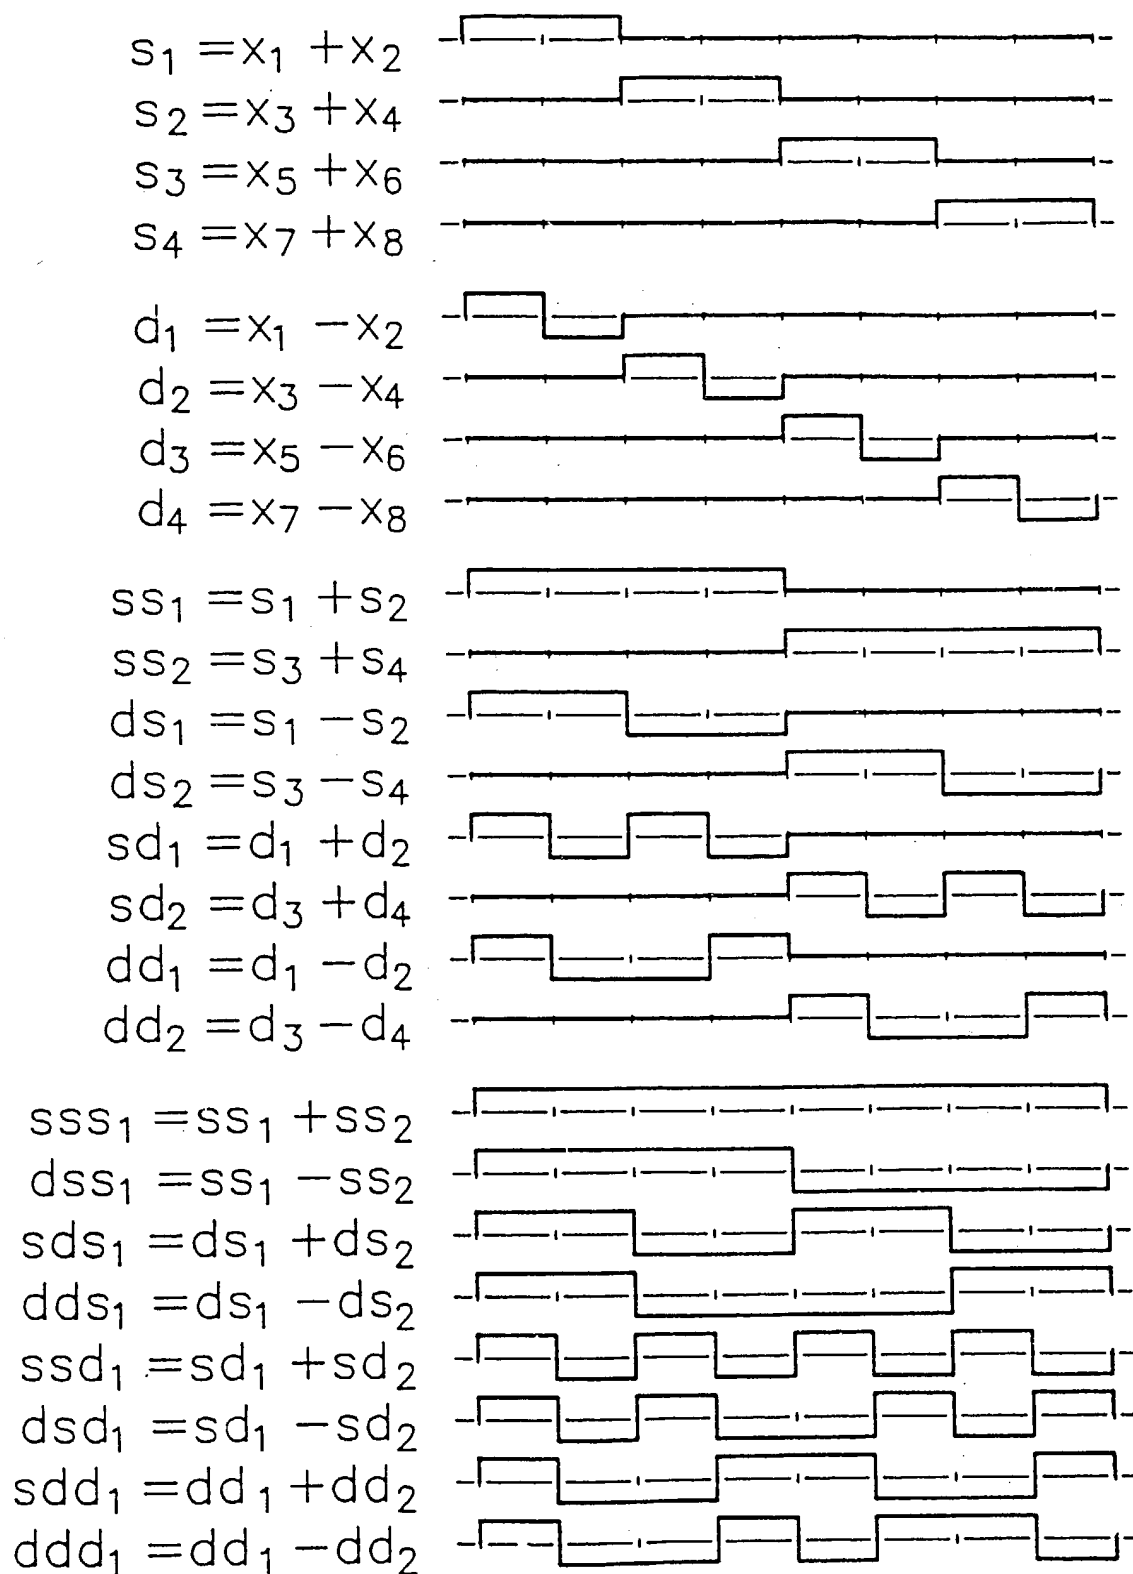 s₁ = x₁ + x₂
s₂ = x₃ + x₄
s₃ = x₅ + x₆
s₄ = x₇ + x₈
d₁ = x₁ − x₂
d₂ = x₃ − x₄
d₃ = x₅ − x₆
d₄ = x₇ − x₈
ss₁ = s₁ + s₂
ss₂ = s₃ + s₄
ds₁ = s₁ − s₂
ds₂ = s₃ − s₄
sd₁ = d₁ + d₂
sd₂ = d₃ + d₄
dd₁ = d₁ − d₂
dd₂ = d₃ − d₄
sss₁ = ss₁ + ss₂
dss₁ = ss₁ − ss₂
sds₁ = ds₁ + ds₂
dds₁ = ds₁ − ds₂
ssd₁ = sd₁ + sd₂
dsd₁ = sd₁ − sd₂
sdd₁ = dd₁ + dd₂
ddd₁ = dd₁ − dd₂